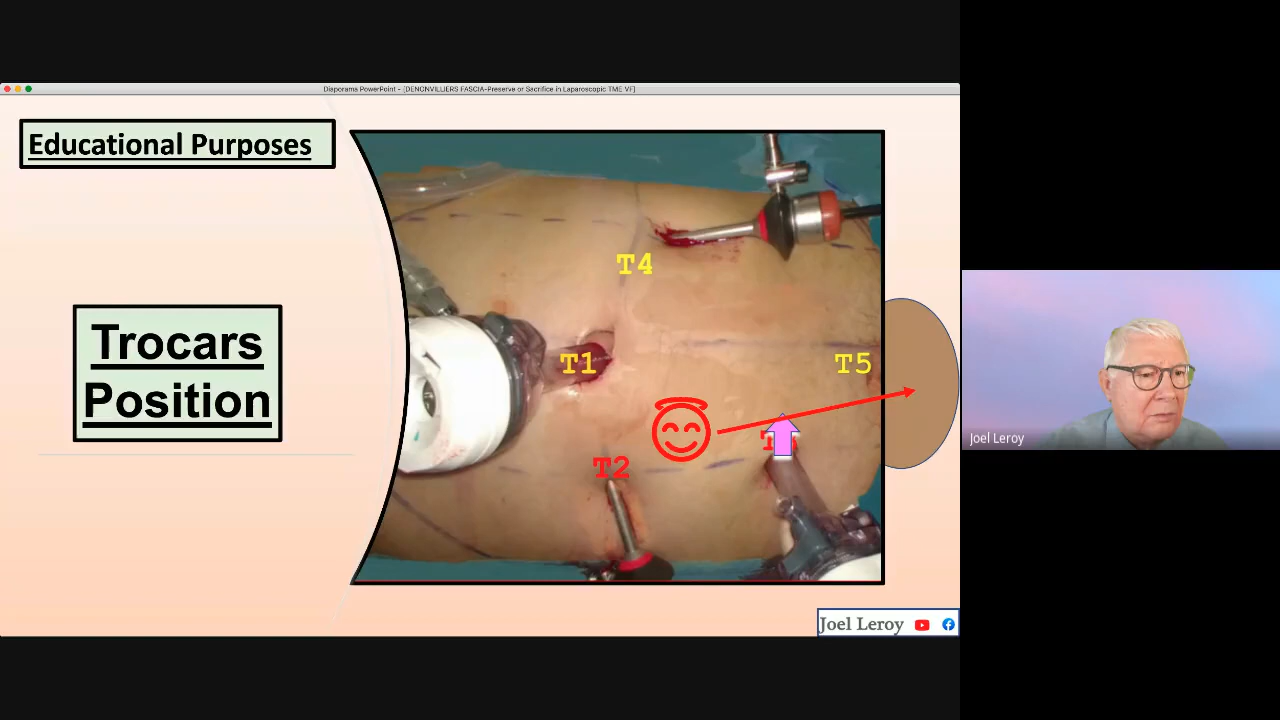 Diaporama PowerPoint - [DENONVILLIERS FASCIA-Preserve or Sacrifice in Laparoscopic TME VF]
Educational Purposes
Trocars
Position
T4
T1
T5
T2
Joel Leroy
Joel Leroy